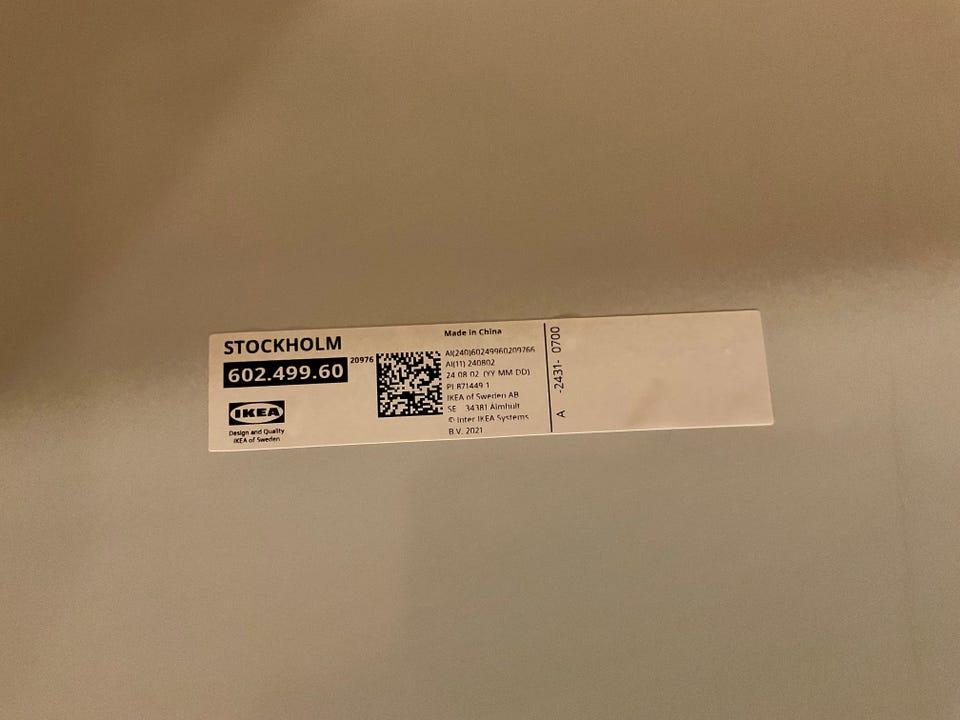 STOCKHOLM
602.499.60
20976
IKEA
Design and Quality
IKEA of Sweden
Made in China
AI(240)60249960209766
AI(11) 240802
24-08-02 (YY-MM-DD)
PI 871449.1
IKEA of Sweden AB
SE - 34381 Älmhult
© Inter IKEA Systems
B.V. 2021
A -2431- 0700